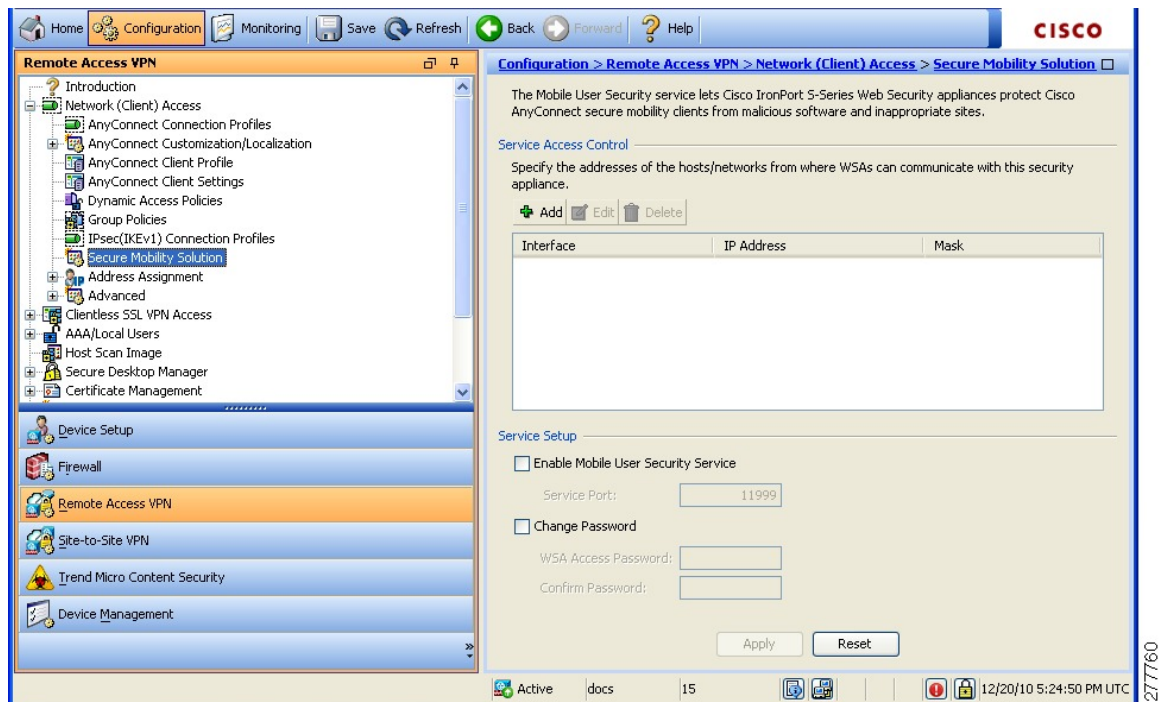 Home Configuration Monitoring Save Refresh Back Forward Help
CISCO
Remote Access VPN
Introduction
Network (Client) Access
AnyConnect Connection Profiles
AnyConnect Customization/Localization
AnyConnect Client Profile
AnyConnect Client Settings
Dynamic Access Policies
Group Policies
IPsec(IKEv1) Connection Profiles
Secure Mobility Solution
Address Assignment
Advanced
Clientless SSL VPN Access
AAA/Local Users
Host Scan Image
Secure Desktop Manager
Certificate Management
Device Setup
Firewall
Remote Access VPN
Site-to-Site VPN
Trend Micro Content Security
Device Management
Configuration > Remote Access VPN > Network (Client) Access > Secure Mobility Solution
The Mobile User Security service lets Cisco IronPort S-Series Web Security appliances protect Cisco
AnyConnect secure mobility clients from malicious software and inappropriate sites.
Service Access Control
Specify the addresses of the hosts/networks from where WSAs can communicate with this security
appliance.
Add Edit Delete
Interface IP Address Mask
Service Setup
Enable Mobile User Security Service
Service Port: 11999
Change Password
WSA Access Password:
Confirm Password:
Apply Reset
Active docs 15 12/20/10 5:24:50 PM UTC
277760